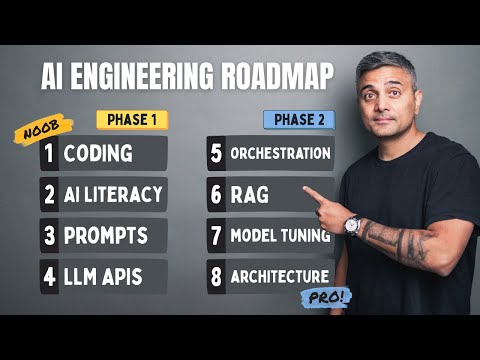 AI ENGINEERING ROADMAP
NOOB
PHASE 1
1 CODING
2 AI LITERACY
3 PROMPTS
4 LLM APIS
PHASE 2
5 ORCHESTRATION
6 RAG
7 MODEL TUNING
8 ARCHITECTURE
PRO!